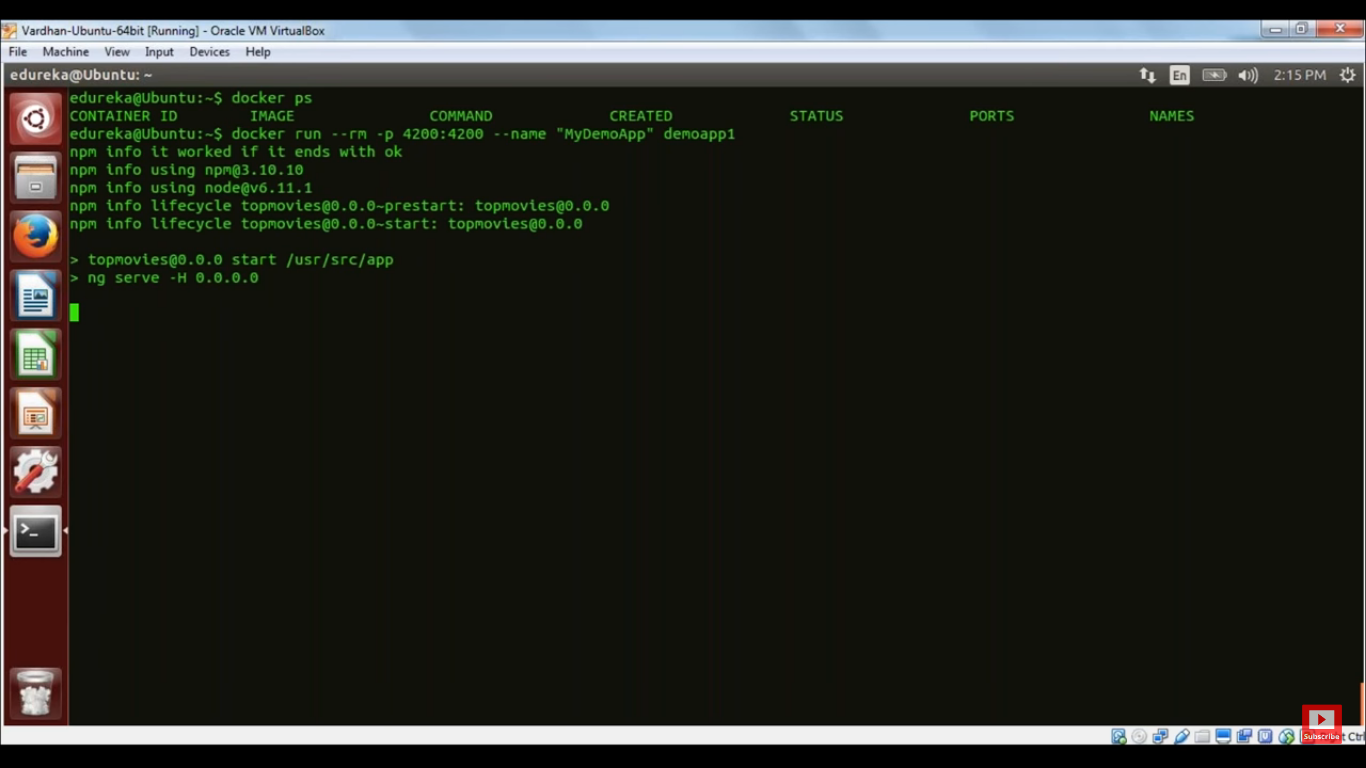 Vardhan-Ubuntu-64bit [Running] - Oracle VM VirtualBox
File Machine View Input Devices Help
edureka@Ubuntu: ~ En 2:15 PM
edureka@Ubuntu:~$ docker ps
CONTAINER ID IMAGE COMMAND CREATED STATUS PORTS NAMES
edureka@Ubuntu:~$ docker run --rm -p 4200:4200 --name "MyDemoApp" demoapp1
npm info it worked if it ends with ok
npm info using npm@3.10.10
npm info using node@v6.11.1
npm info lifecycle topmovies@0.0.0~prestart: topmovies@0.0.0
npm info lifecycle topmovies@0.0.0~start: topmovies@0.0.0
> topmovies@0.0.0 start /usr/src/app
> ng serve -H 0.0.0.0
>_
Subscribe